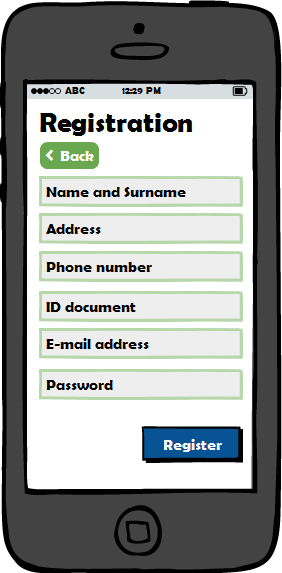 ABC 12:29 PM
Registration
Back
Name and Surname
Address
Phone number
ID document
E-mail address
Password
Register